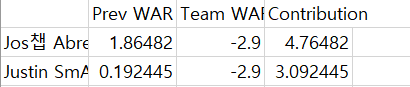 Prev WAR Team WAR Contribution
Jos챕 Abre 1.86482 -2.9 4.76482
Justin SmA 0.192445 -2.9 3.092445